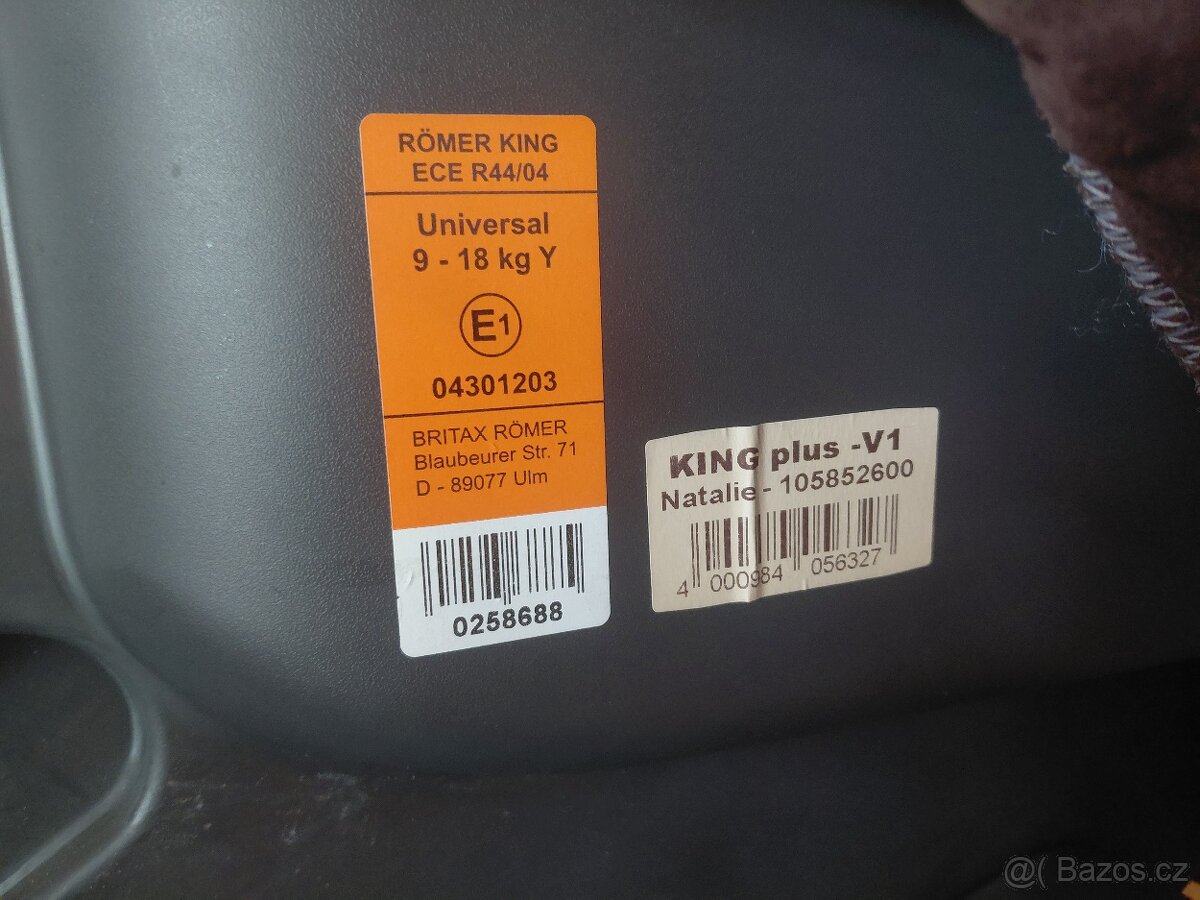 RÖMER KING
ECE R44/04
Universal
9 - 18 kg Y
E1
04301203
BRITAX RÖMER
Blaubeurer Str. 71
D - 89077 Ulm
0258688
KING plus -V1
Natalie - 105852600
4 000984 056327
@( Bazos.cz